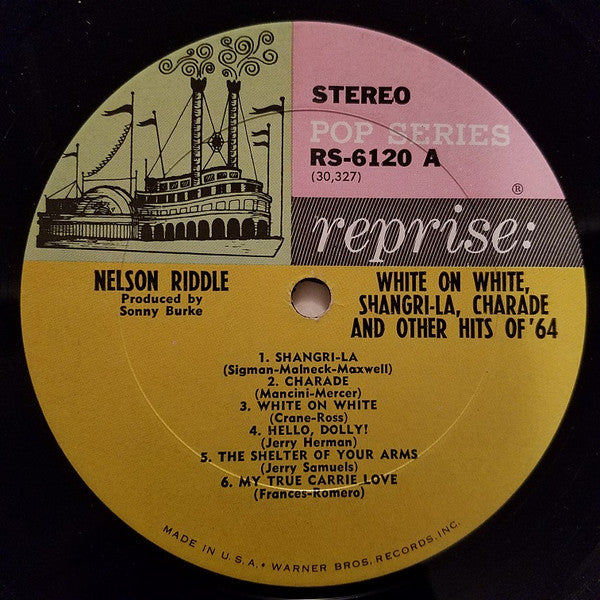 STEREO
POP SERIES
RS-6120 A
(30,327)
®
reprise:
NELSON RIDDLE
Produced by
Sonny Burke
WHITE ON WHITE,
SHANGRI-LA, CHARADE
AND OTHER HITS OF '64
1. SHANGRI-LA
(Sigman-Malneck-Maxwell)
2. CHARADE
(Mancini-Mercer)
3. WHITE ON WHITE
(Crane-Ross)
4. HELLO, DOLLY!
(Jerry Herman)
5. THE SHELTER OF YOUR ARMS
(Jerry Samuels)
6. MY TRUE CARRIE LOVE
(Frances-Romero)
MADE IN U.S.A. • WARNER BROS. RECORDS, INC.